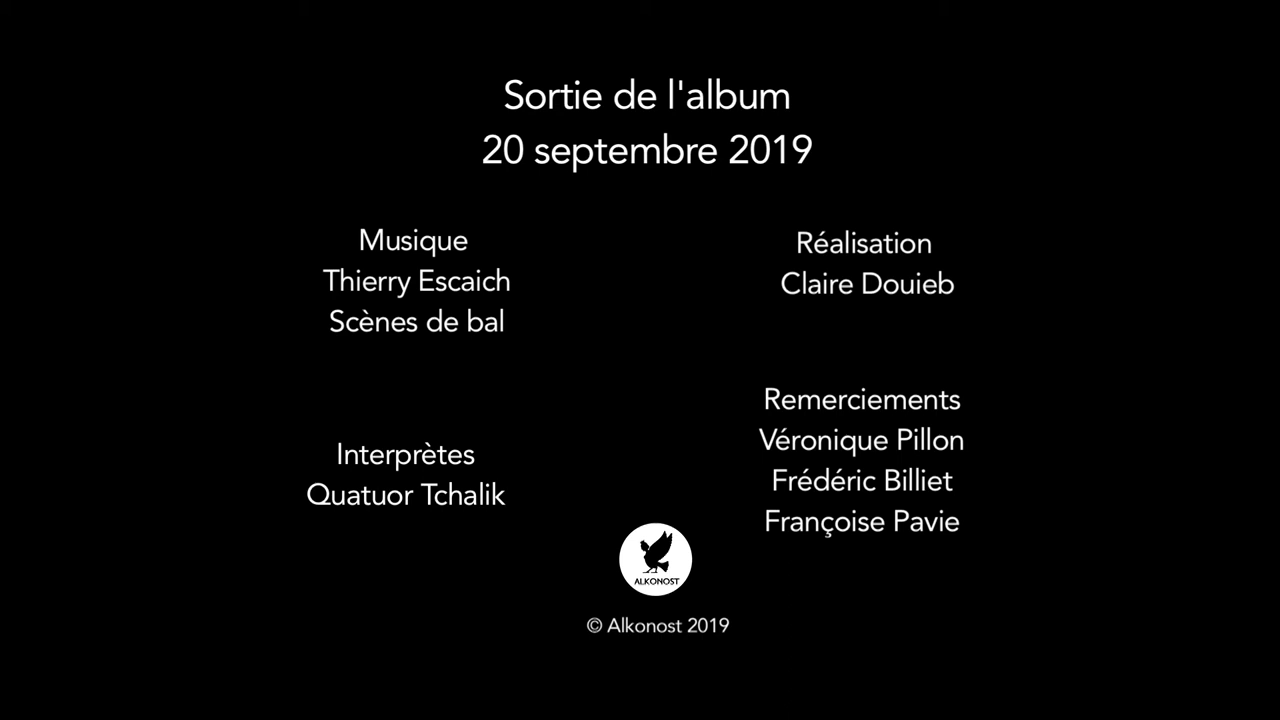 Sortie de l'album
20 septembre 2019
Musique
Thierry Escaich
Scènes de bal
Interprètes
Quatuor Tchalik
Réalisation
Claire Douieb
Remerciements
Véronique Pillon
Frédéric Billiet
Françoise Pavie
ALKONOST
© Alkonost 2019